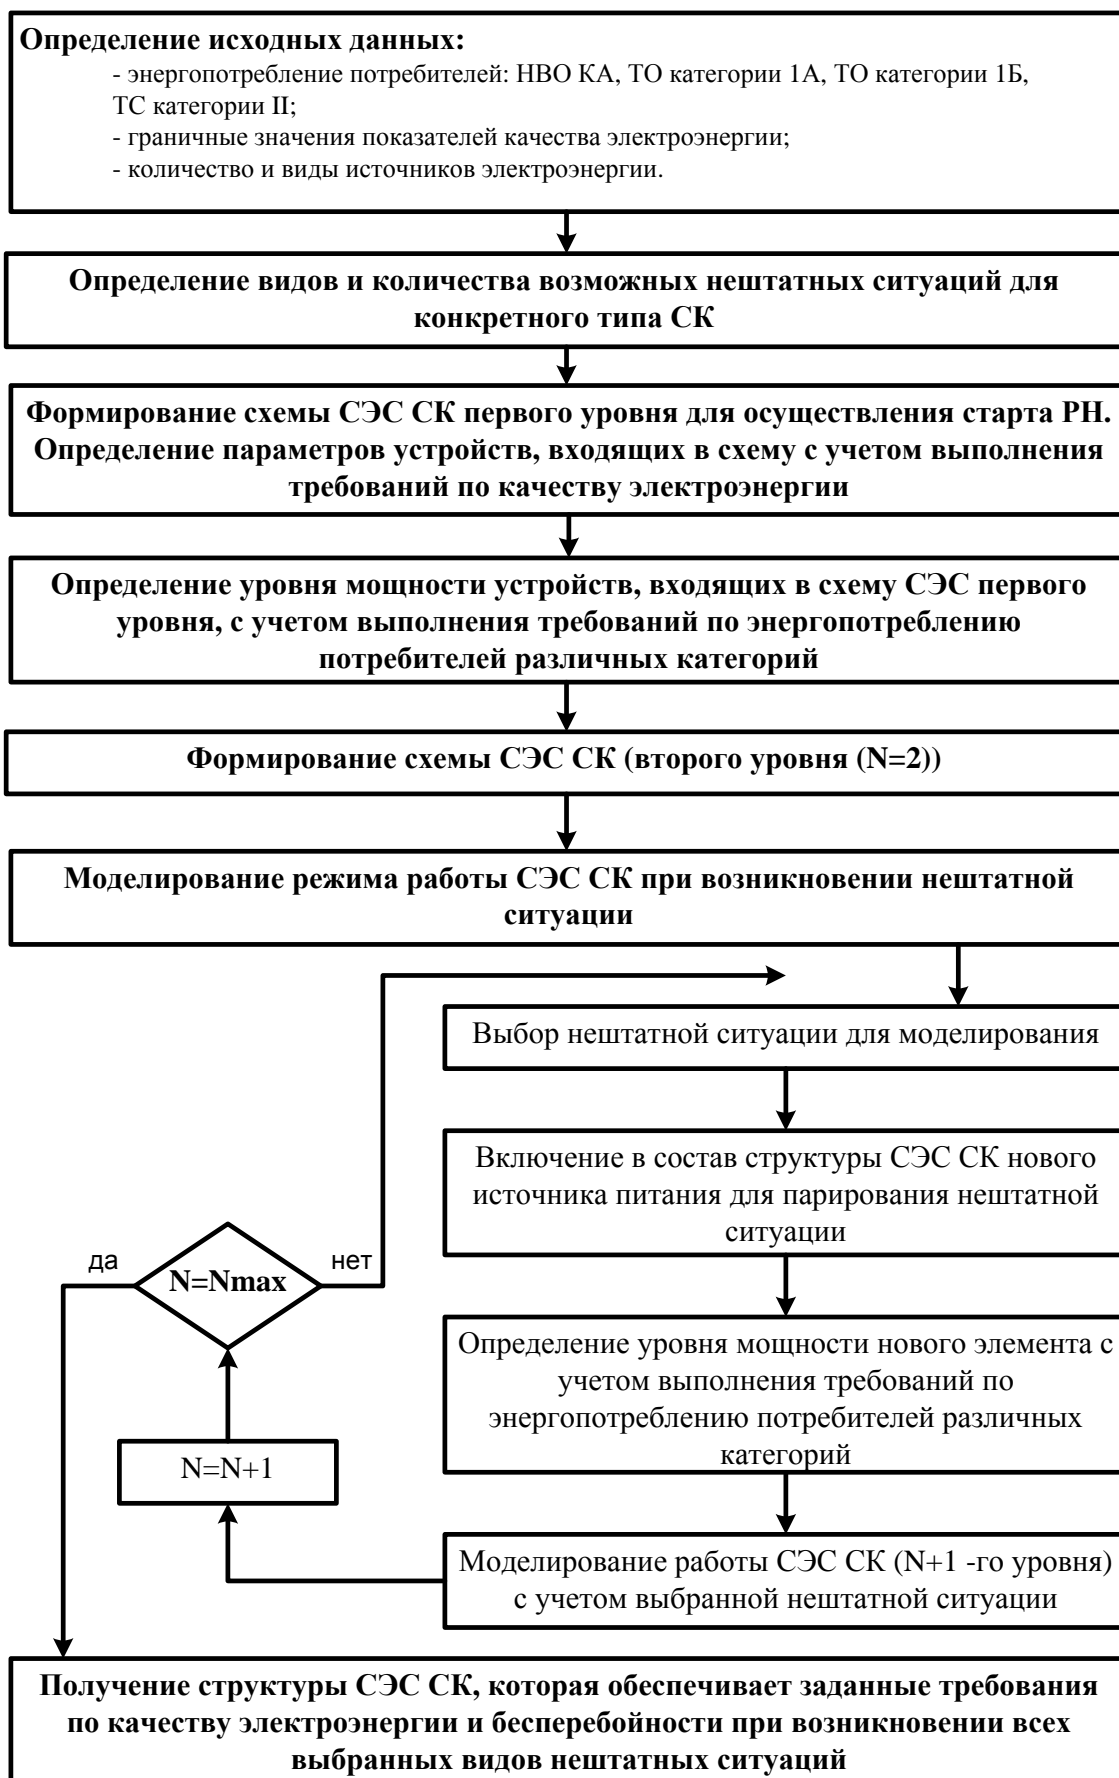 Определение исходных данных:
- энергопотребление потребителей: НВО КА, ТО категории 1А, ТО категории 1Б,
ТС категории II;
- граничные значения показателей качества электроэнергии;
- количество и виды источников электроэнергии.
Определение видов и количества возможных нештатных ситуаций для
конкретного типа СК
Формирование схемы СЭС СК первого уровня для осуществления старта РН.
Определение параметров устройств, входящих в схему с учетом выполнения
требований по качеству электроэнергии
Определение уровня мощности устройств, входящих в схему СЭС первого
уровня, с учетом выполнения требований по энергопотреблению
потребителей различных категорий
Формирование схемы СЭС СК (второго уровня (N=2))
Моделирование режима работы СЭС СК при возникновении нештатной
ситуации
Выбор нештатной ситуации для моделирования
Включение в состав структуры СЭС СК нового
источника питания для парирования нештатной
ситуации
да
N=Nmax
нет
Определение уровня мощности нового элемента с
учетом выполнения требований по
энергопотреблению потребителей различных
категорий
N=N+1
Моделирование работы СЭС СК (N+1 -го уровня)
с учетом выбранной нештатной ситуации
Получение структуры СЭС СК, которая обеспечивает заданные требования
по качеству электроэнергии и бесперебойности при возникновении всех
выбранных видов нештатных ситуаций